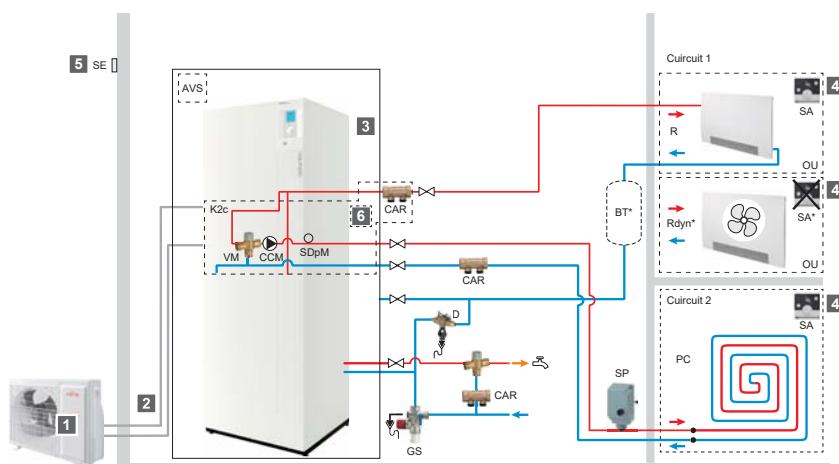 5 SE
AVS
3
K2c
6
VM CCM SDpM
CAR
CAR
BT*
D
CAR
GS
SP
2
1
Cuircuit 1
4
SA
R
OU
4
Rdyn*
SA*
OU
Cuircuit 2
4
SA
PC